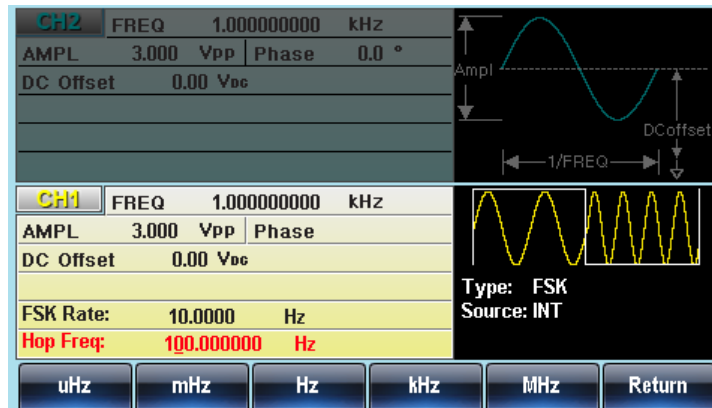 CH2 FREQ 1.000000000 kHz
AMPL 3.000 Vpp Phase 0.0 °
DC Offset 0.00 VDC
Ampl
DCoffset
1/FREQ
CH1 FREQ 1.000000000 kHz
AMPL 3.000 Vpp Phase
DC Offset 0.00 VDC
FSK Rate: 10.0000 Hz
Hop Freq: 100.000000 Hz
Type: FSK
Source: INT
uHz mHz Hz kHz MHz Return